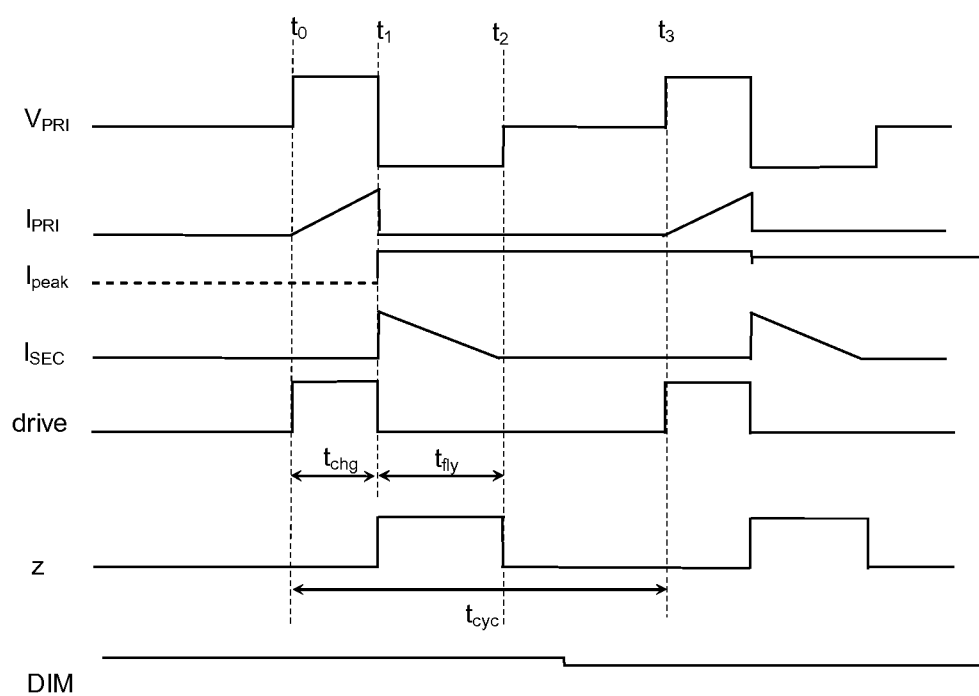 t0 t1 t2 t3
VPRI
IPRI
Ipeak
ISEC
drive
tchg tfly
z
tcyc
DIM